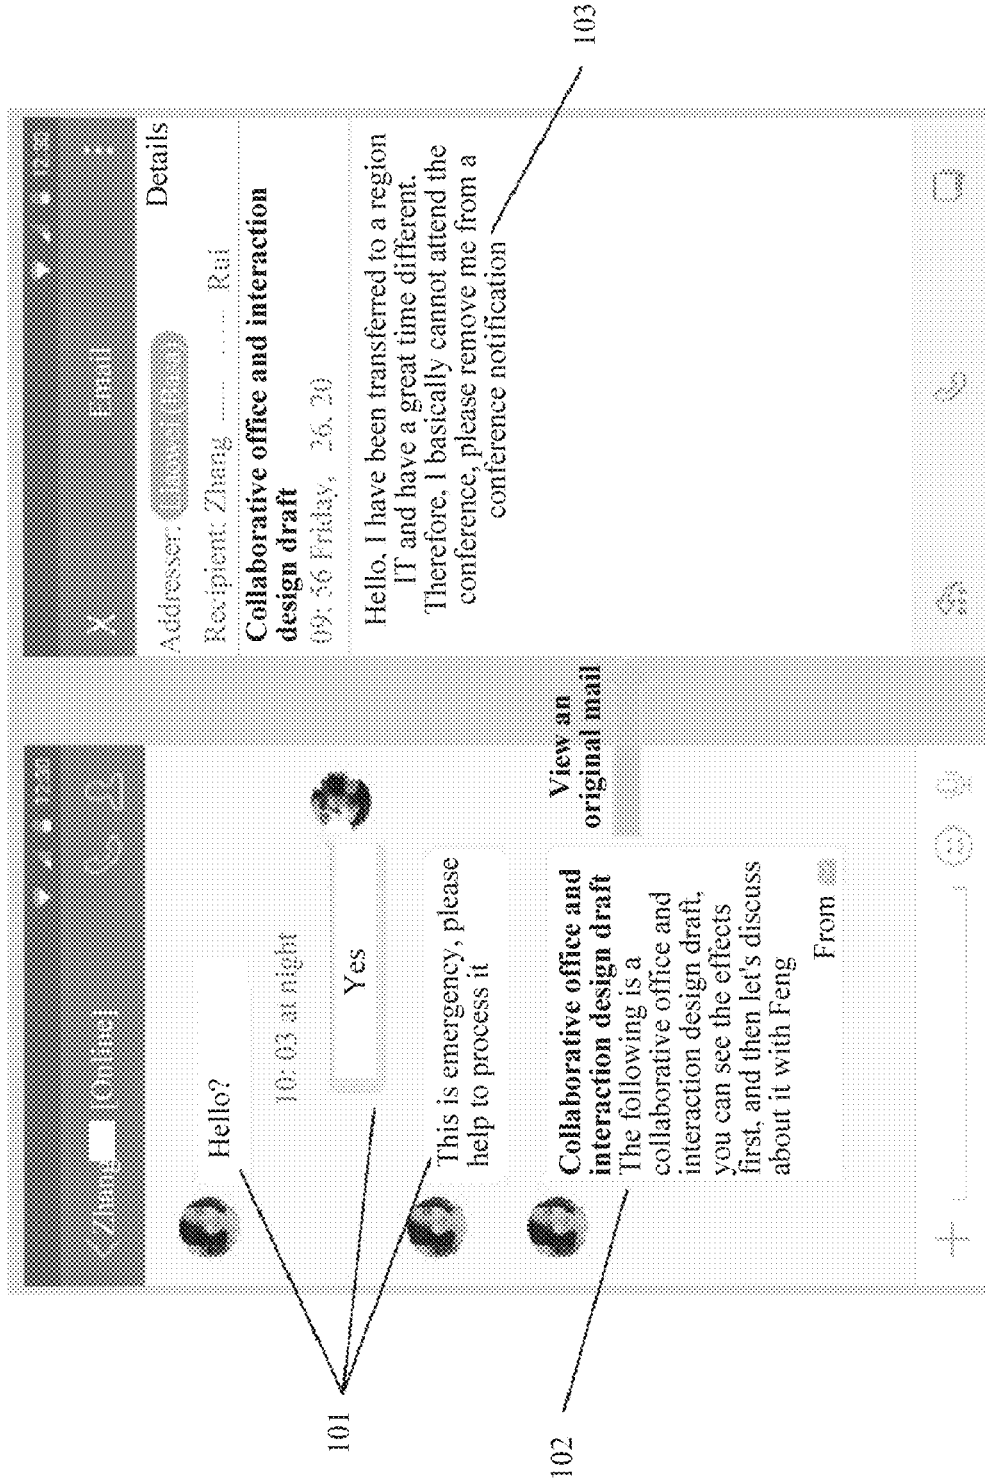 Zhang [Online]
Hello?
10: 03 at night
Yes
This is emergency, please
help to process it
Collaborative office and
interaction design draft
The following is a
collaborative office and
interaction design draft,
you can see the effects
first, and then let's discuss
about it with Feng
From
View an
original mail
101
102
X Email
Addresser: Details
Recipient: Zhang ...... Rui
Collaborative office and interaction
design draft
09: 56 Friday, 26, 20
Hello, I have been transferred to a region
IT and have a great time different.
Therefore, I basically cannot attend the
conference, please remove me from a
conference notification
103